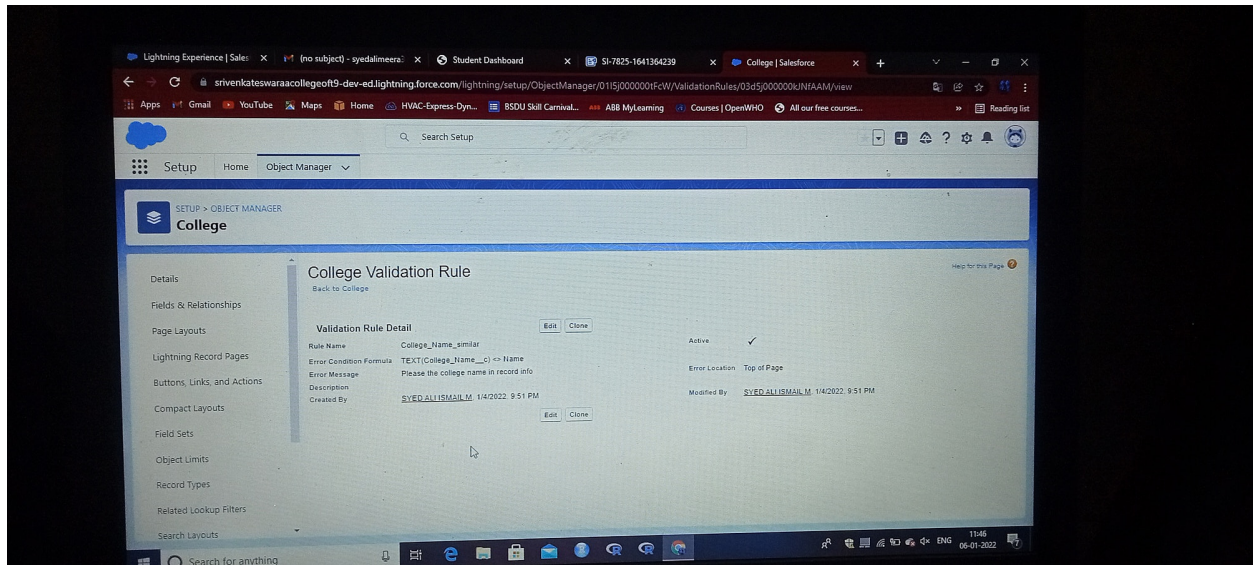 Lightning Experience | Sales
(no subject) - syedalimeera
Student Dashboard
SI-7825-1641364239
College | Salesforce
srivenkateswaraacollegeoft9-dev-ed.lightning.force.com/lightning/setup/ObjectManager/01I5j000000tFcW/ValidationRules/03d5j000000kJNfAAM/view
Apps Gmail YouTube Maps Home HVAC-Express-Dyn... BSDU Skill Carnival... ABB MyLearning Courses | OpenWHO All our free courses... » Reading list
Search Setup
Setup Home Object Manager
SETUP > OBJECT MANAGER
College
Details
Fields & Relationships
Page Layouts
Lightning Record Pages
Buttons, Links, and Actions
Compact Layouts
Field Sets
Object Limits
Record Types
Related Lookup Filters
Search Layouts
College Validation Rule
Back to College
Help for this Page
Validation Rule Detail
Edit Clone
Rule Name College_Name_similar
Active
Error Condition Formula TEXT(College_Name__c) <> Name
Error Message Please the college name in record info
Error Location Top of Page
Description
Created By SYED ALI ISMAIL M, 1/4/2022, 9:51 PM
Modified By SYED ALI ISMAIL M, 1/4/2022, 9:51 PM
Edit Clone
Search for anything
ENG
11:46
06-01-2022